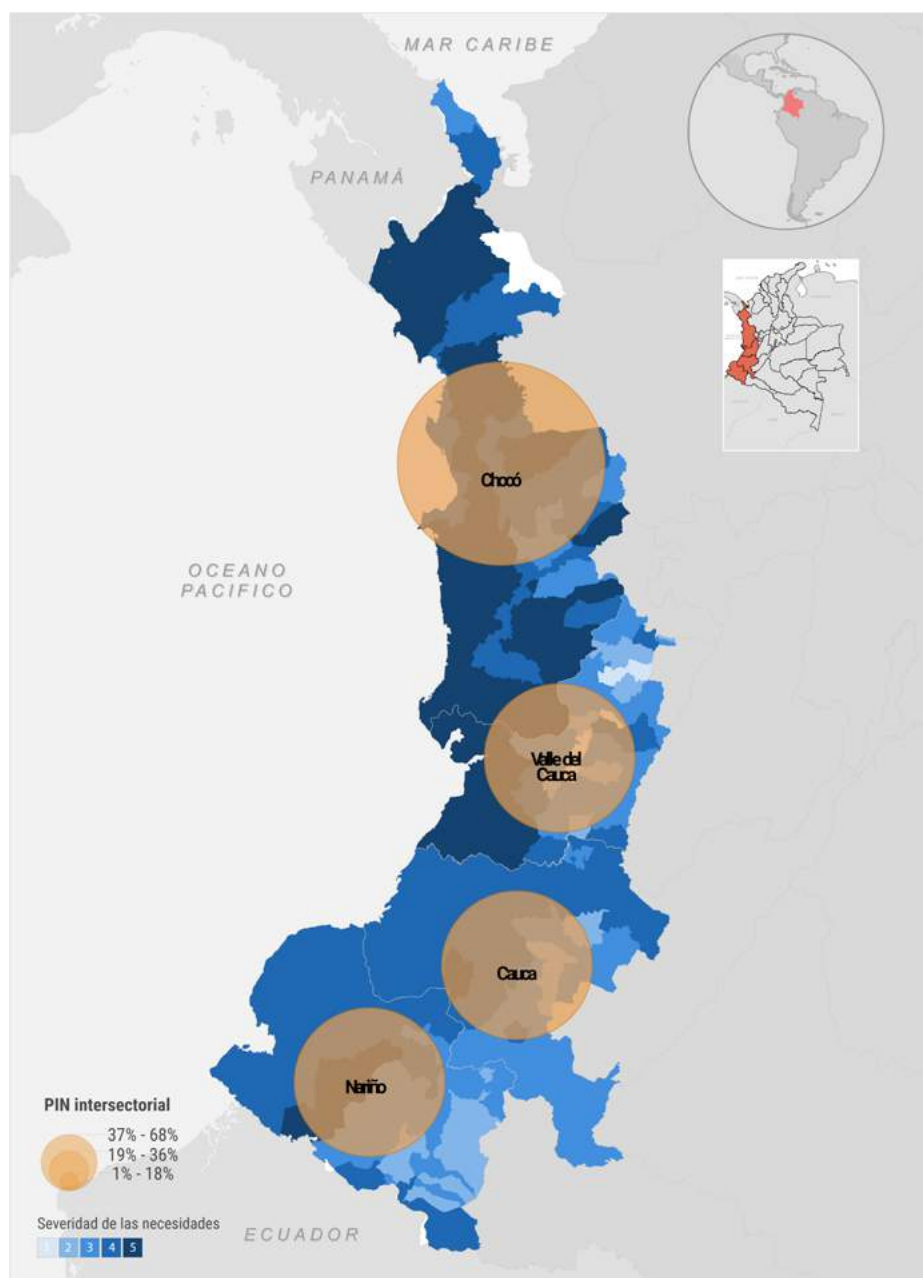 MAR CARIBE
PANAMÁ
OCEANO
PACIFICO
Chocó
Valle del
Cauca
Cauca
Nariño
PIN intersectorial
37% - 68%
19% - 36%
1% - 18%
Severidad de las necesidades
1 2 3 4 5
ECUADOR